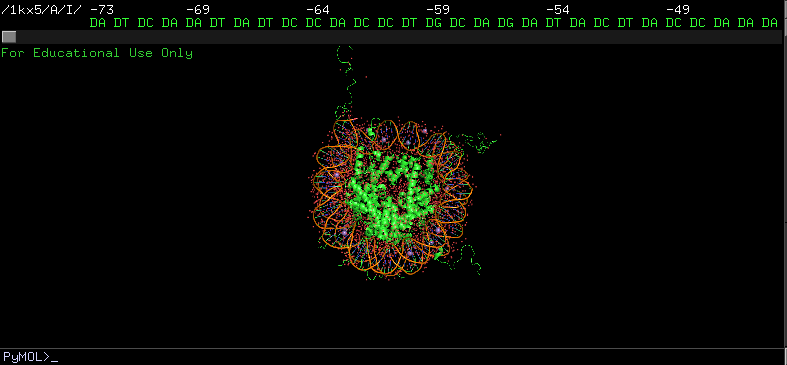 /1kx5/A/I/ -73 -69 -64 -59 -54 -49
DA DT DC DA DA DT DA DT DC DC DA DC DC DT DG DC DA DG DA DT DA DC DT DA DC DC DA DA DA
For Educational Use Only
PyMOL>_